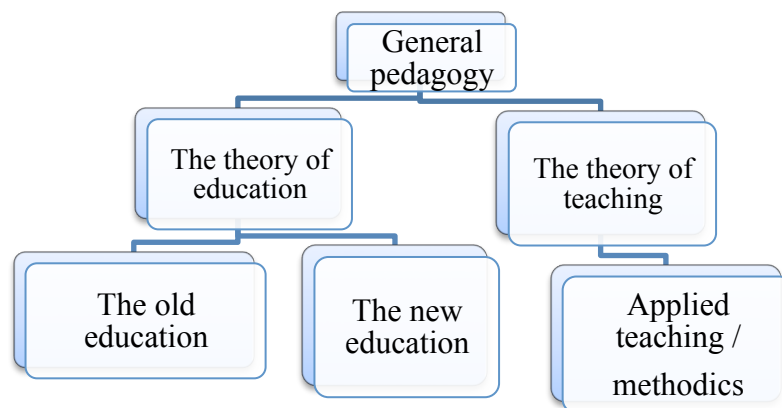 General
pedagogy
The theory of
education
The theory of
teaching
The old
education
The new
education
Applied
teaching /
methodics